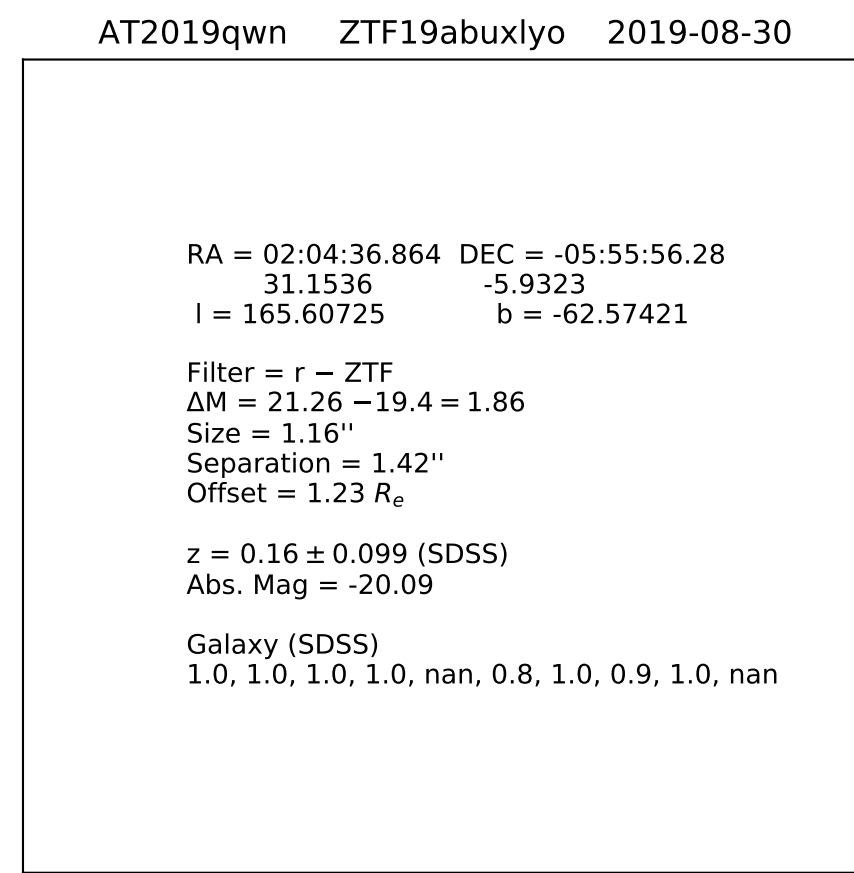 AT2019qwn ZTF19abuxlyo 2019-08-30
RA = 02:04:36.864 DEC = -05:55:56.28
31.1536 -5.9323
l = 165.60725 b = -62.57421
Filter = r − ZTF
ΔM = 21.26 −19.4 = 1.86
Size = 1.16''
Separation = 1.42''
Offset = 1.23 Rₑ
z = 0.16 ± 0.099 (SDSS)
Abs. Mag = -20.09
Galaxy (SDSS)
1.0, 1.0, 1.0, 1.0, nan, 0.8, 1.0, 0.9, 1.0, nan